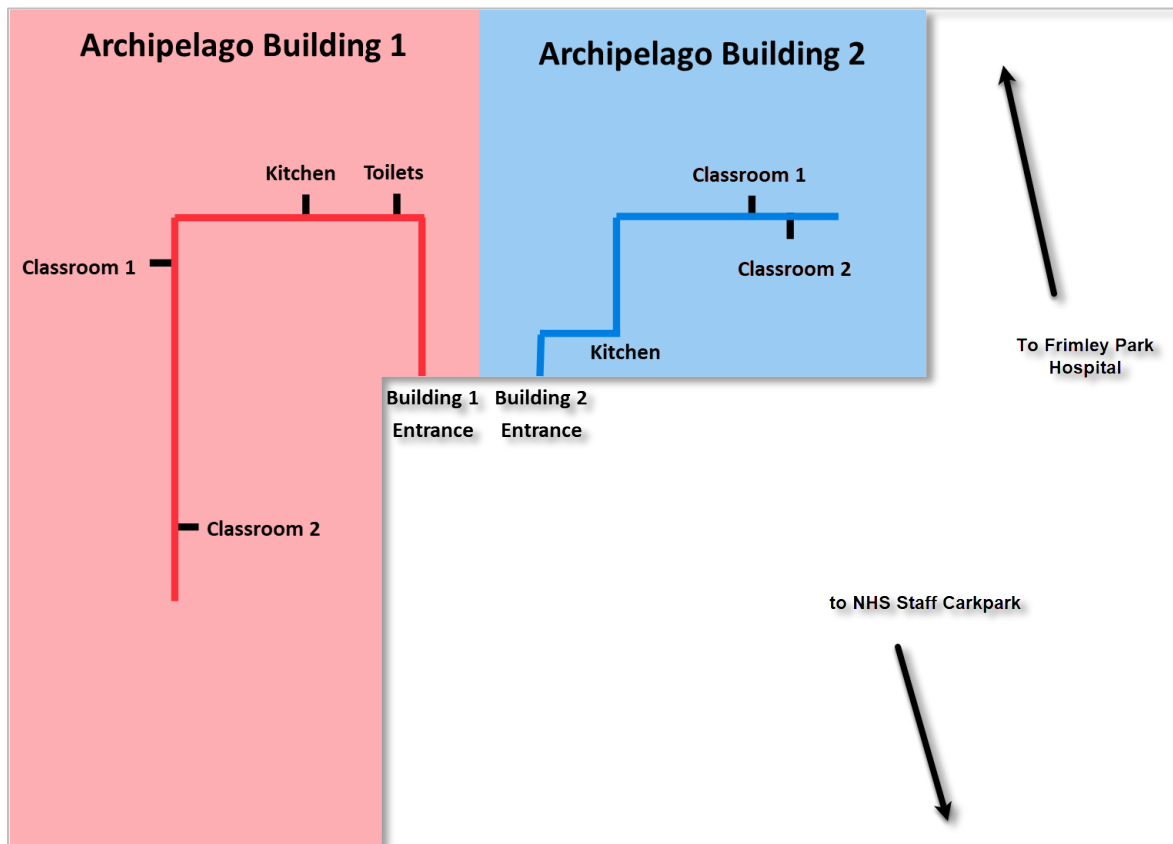 Archipelago Building 1
Kitchen
Toilets
Classroom 1
Classroom 2
Archipelago Building 2
Classroom 1
Classroom 2
Kitchen
Building 1
Entrance
Building 2
Entrance
To Frimley Park
Hospital
to NHS Staff Carkpark